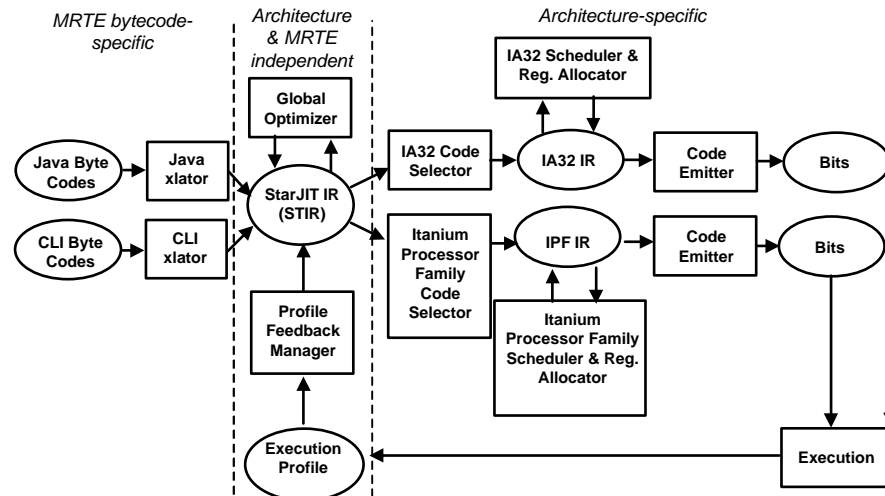 MRTE bytecode-
specific
Architecture
& MRTE
independent
Architecture-specific
Global
Optimizer
IA32 Scheduler &
Reg. Allocator
Java Byte
Codes
Java
xlator
StarJIT IR
(STIR)
IA32 Code
Selector
IA32 IR
Code
Emitter
Bits
CLI Byte
Codes
CLI
xlator
Itanium
Processor
Family
Code
Selector
IPF IR
Code
Emitter
Bits
Profile
Feedback
Manager
Itanium
Processor Family
Scheduler & Reg.
Allocator
Execution
Profile
Execution